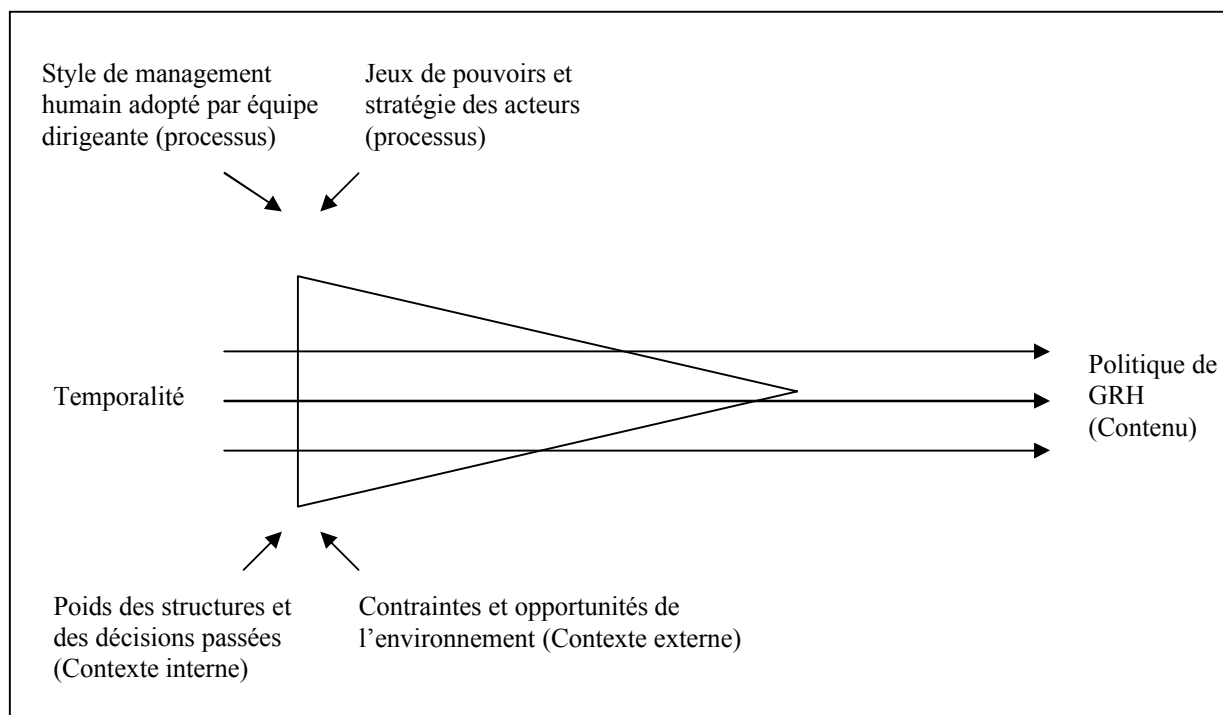 Style de management
humain adopté par équipe
dirigeante (processus)
Jeux de pouvoirs et
stratégie des acteurs
(processus)
Temporalité
Politique de
GRH
(Contenu)
Poids des structures et
des décisions passées
(Contexte interne)
Contraintes et opportunités de
l’environnement (Contexte externe)